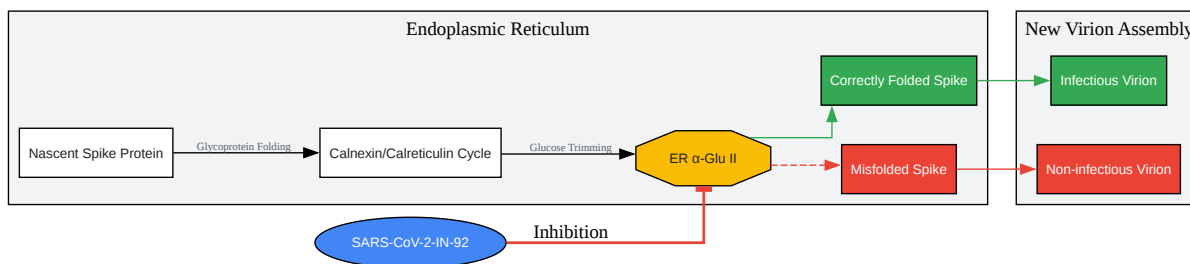 Endoplasmic Reticulum
New Virion Assembly
Correctly Folded Spike
Infectious Virion
Nascent Spike Protein
Glycoprotein Folding
Calnexin/Calreticulin Cycle
Glucose Trimming
ER α-Glu II
Misfolded Spike
Non-infectious Virion
SARS-CoV-2-IN-92
Inhibition